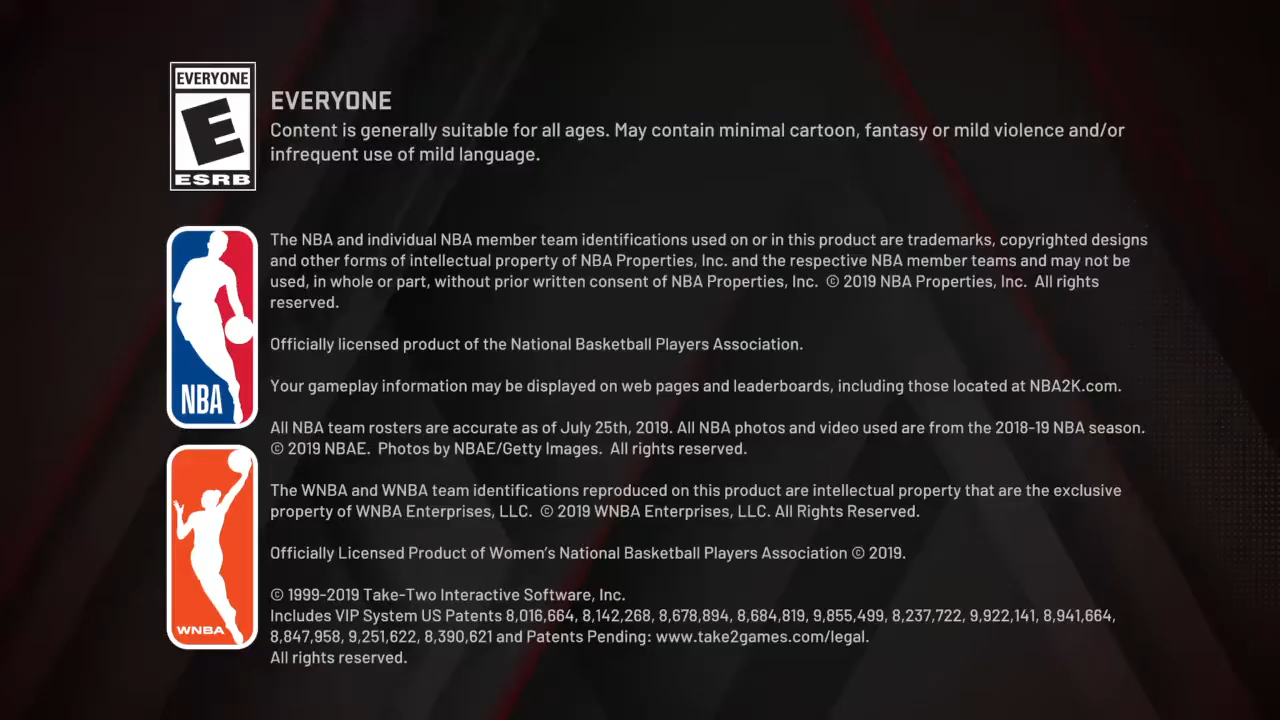 EVERYONE
E
ESRB
EVERYONE
Content is generally suitable for all ages. May contain minimal cartoon, fantasy or mild violence and/or
infrequent use of mild language.
The NBA and individual NBA member team identifications used on or in this product are trademarks, copyrighted designs
and other forms of intellectual property of NBA Properties, Inc. and the respective NBA member teams and may not be
used, in whole or part, without prior written consent of NBA Properties, Inc.  © 2019 NBA Properties, Inc.  All rights
reserved.
Officially licensed product of the National Basketball Players Association.
Your gameplay information may be displayed on web pages and leaderboards, including those located at NBA2K.com.
NBA
All NBA team rosters are accurate as of July 25th, 2019. All NBA photos and video used are from the 2018-19 NBA season.
© 2019 NBAE.  Photos by NBAE/Getty Images.  All rights reserved.
The WNBA and WNBA team identifications reproduced on this product are intellectual property that are the exclusive
property of WNBA Enterprises, LLC.  © 2019 WNBA Enterprises, LLC. All Rights Reserved.
Officially Licensed Product of Women's National Basketball Players Association © 2019.
© 1999-2019 Take-Two Interactive Software, Inc.
Includes VIP System US Patents 8,016,664, 8,142,268, 8,678,894, 8,684,819, 9,855,499, 8,237,722, 9,922,141, 8,941,664,
8,847,958, 9,251,622, 8,390,621 and Patents Pending: www.take2games.com/legal.
All rights reserved.
WNBA